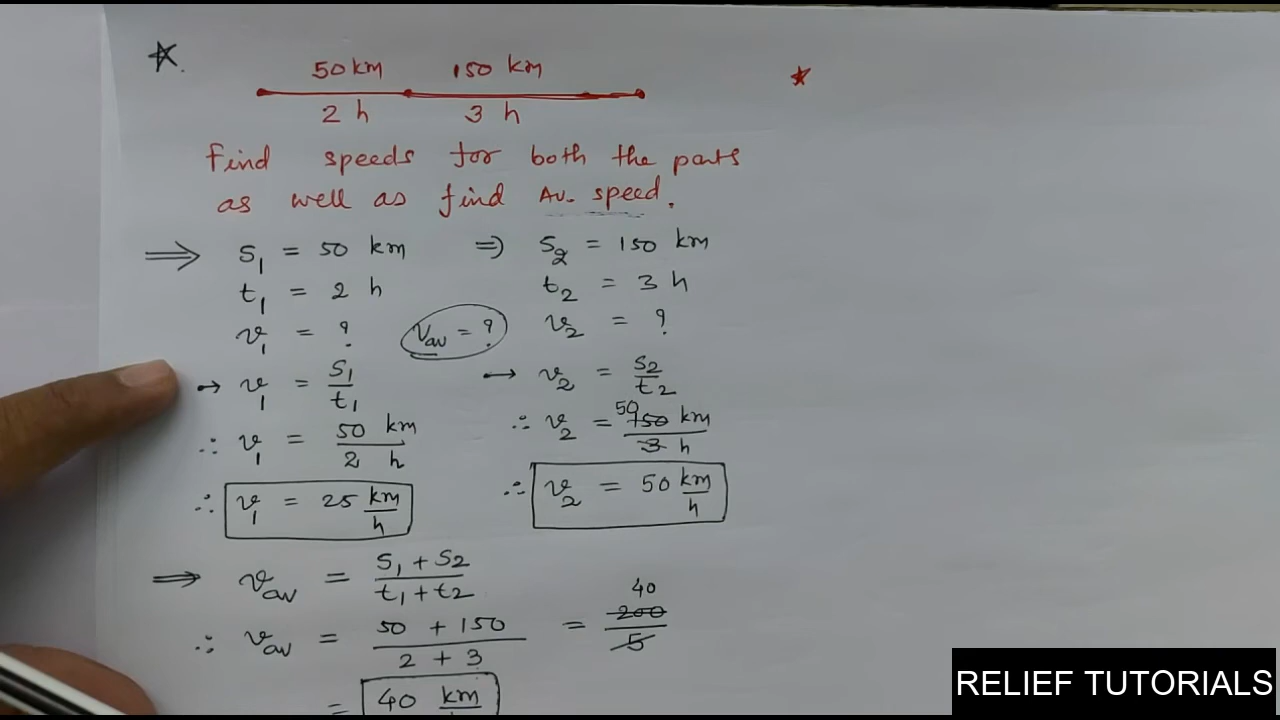 50 km 150 km
2 h 3 h
Find speeds for both the parts
as well as find Av. speed.
⇒ S₁ = 50 km ⇒ S₂ = 150 km
t₁ = 2 h t₂ = 3 h
v₁ = ? Vav = ? v₂ = ?
→ v₁ = S₁/t₁ → v₂ = S₂/t₂
∴ v₁ = 50 km/2 h ∴ v₂ = 50 150 km/3 h
∴ v₁ = 25 km/h ∴ v₂ = 50 km/h
⇒ vav = S₁ + S₂/t₁ + t₂
∴ vav = 50 + 150/2 + 3 = 40 200/5
= 40 km
RELIEF TUTORIALS